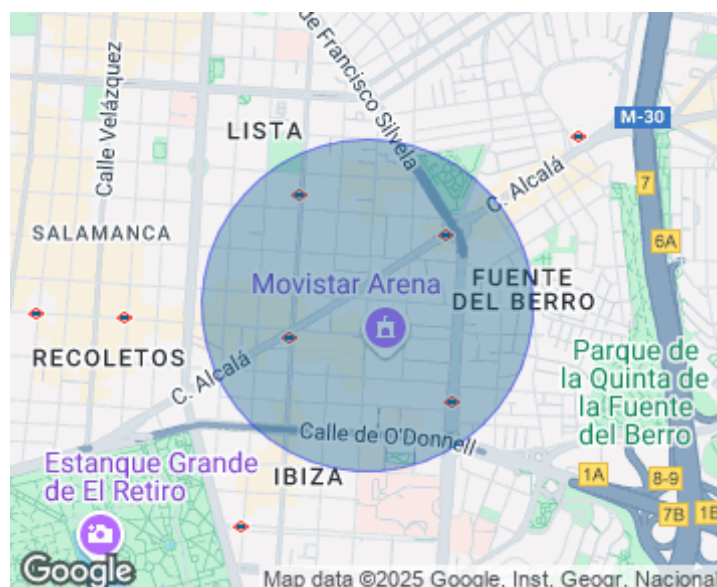 de Francisco Silvela
Calle Velázquez
LISTA
M-30
C. Alcalá
7
SALAMANCA
6A
Movistar Arena
FUENTE
DEL BERRO
RECOLETOS
C. Alcalá
Parque de
la Quinta de
la Fuente
del Berro
Calle de O'Donnell
Estanque Grande
de El Retiro
IBIZA
1A
8-9
7B
1B
Google
Map data ©2025 Google, Inst. Geogr. Nacional